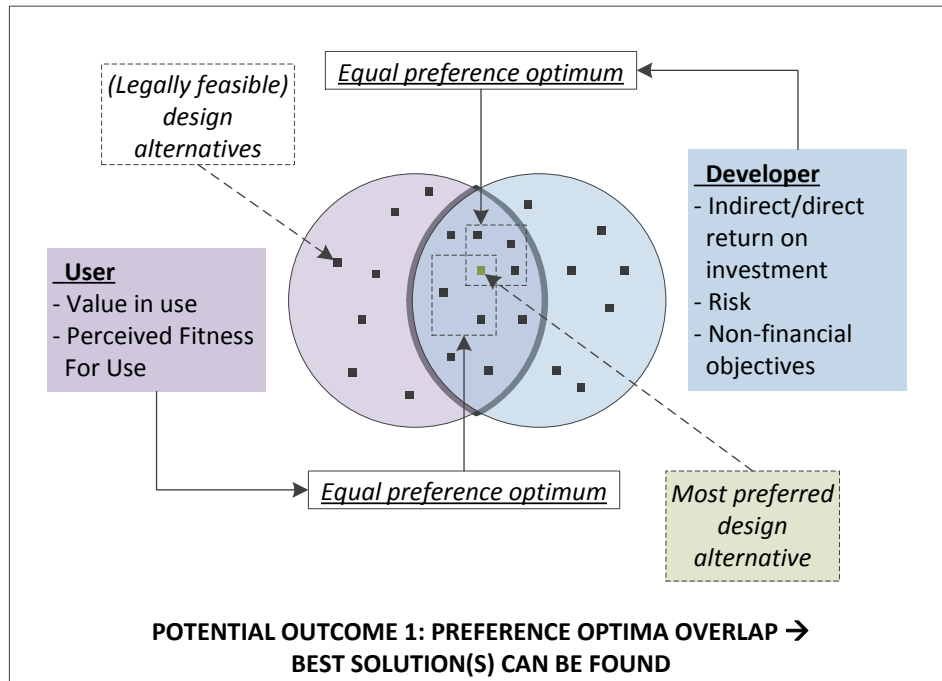 Equal preference optimum
(Legally feasible)
design
alternatives
Developer
- Indirect/direct
return on
investment
- Risk
- Non-financial
objectives
User
- Value in use
- Perceived Fitness
For Use
Equal preference optimum
Most preferred
design
alternative
POTENTIAL OUTCOME 1: PREFERENCE OPTIMA OVERLAP →
BEST SOLUTION(S) CAN BE FOUND